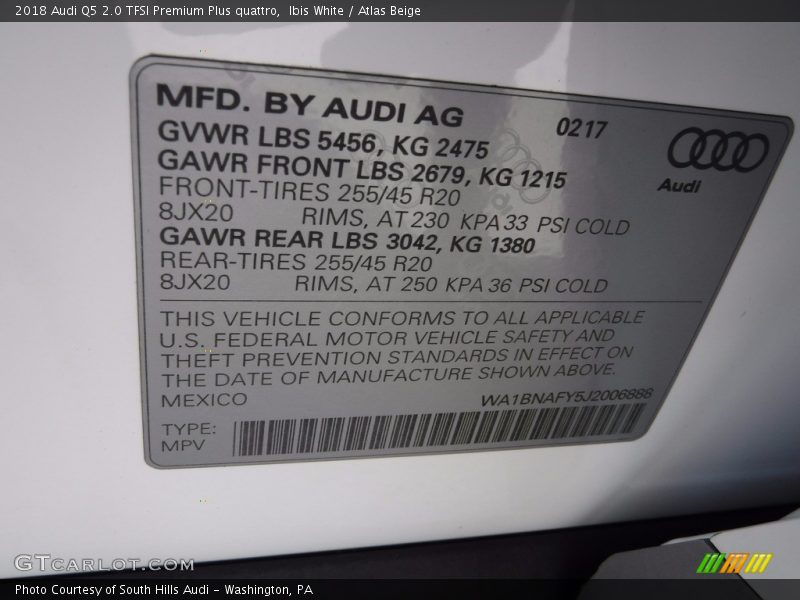 2018 Audi Q5 2.0 TFSI Premium Plus quattro,  Ibis White / Atlas Beige
MFD. BY AUDI AG 0217
GVWR LBS 5456, KG 2475
GAWR FRONT LBS 2679, KG 1215
Audi
FRONT-TIRES 255/45 R20
8JX20 RIMS, AT 230 KPA 33 PSI COLD
GAWR REAR LBS 3042, KG 1380
REAR-TIRES 255/45 R20
8JX20 RIMS, AT 250 KPA 36 PSI COLD
THIS VEHICLE CONFORMS TO ALL APPLICABLE
U.S. FEDERAL MOTOR VEHICLE SAFETY AND
THEFT PREVENTION STANDARDS IN EFFECT ON
THE DATE OF MANUFACTURE SHOWN ABOVE.
MEXICO WA1BNAFY5J2006888
TYPE:
MPV
GTCARLOT.COM
Photo Courtesy of South Hills Audi - Washington, PA